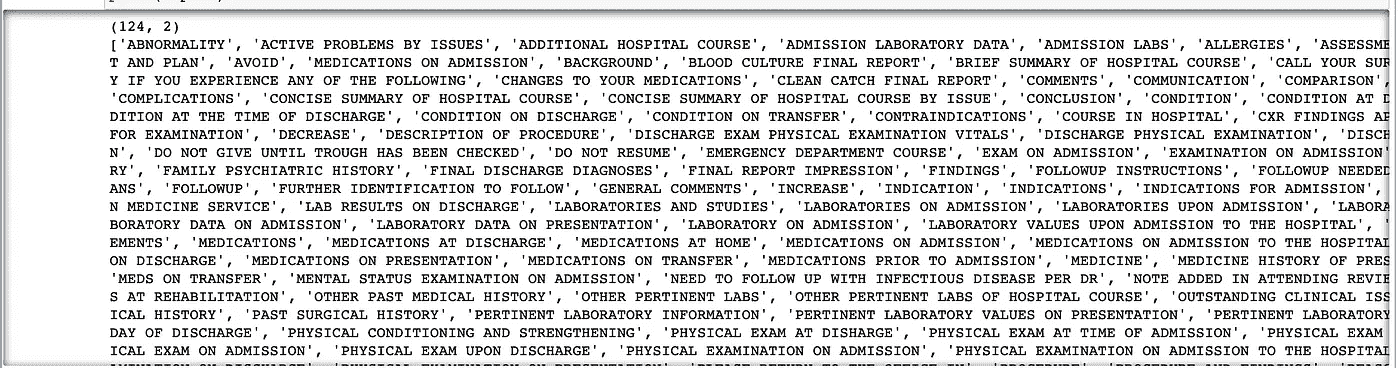 (124, 2)
['ABNORMALITY', 'ACTIVE PROBLEMS BY ISSUES', 'ADDITIONAL HOSPITAL COURSE', 'ADMISSION LABORATORY DATA', 'ADMISSION LABS', 'ALLERGIES', 'ASSESSME
T AND PLAN', 'AVOID', 'MEDICATIONS ON ADMISSION', 'BACKGROUND', 'BLOOD CULTURE FINAL REPORT', 'BRIEF SUMMARY OF HOSPITAL COURSE', 'CALL YOUR SUR
Y IF YOU EXPERIENCE ANY OF THE FOLLOWING', 'CHANGES TO YOUR MEDICATIONS', 'CLEAN CATCH FINAL REPORT', 'COMMENTS', 'COMMUNICATION', 'COMPARISON',
'COMPLICATIONS', 'CONCISE SUMMARY OF HOSPITAL COURSE', 'CONCISE SUMMARY OF HOSPITAL COURSE BY ISSUE', 'CONCLUSION', 'CONDITION', 'CONDITION AT D
DITION AT THE TIME OF DISCHARGE', 'CONDITION ON DISCHARGE', 'CONDITION ON TRANSFER', 'CONTRAINDICATIONS', 'COURSE IN HOSPITAL', 'CXR FINDINGS AP
FOR EXAMINATION', 'DECREASE', 'DESCRIPTION OF PROCEDURE', 'DISCHARGE EXAM PHYSICAL EXAMINATION VITALS', 'DISCHARGE PHYSICAL EXAMINATION', 'DISCH
N', 'DO NOT GIVE UNTIL TROUGH HAS BEEN CHECKED', 'DO NOT RESUME', 'EMERGENCY DEPARTMENT COURSE', 'EXAM ON ADMISSION', 'EXAMINATION ON ADMISSION'
RY', 'FAMILY PSYCHIATRIC HISTORY', 'FINAL DISCHARGE DIAGNOSES', 'FINAL REPORT IMPRESSION', 'FINDINGS', 'FOLLOWUP INSTRUCTIONS', 'FOLLOWUP NEEDED
ANS', 'FOLLOWUP', 'FURTHER IDENTIFICATION TO FOLLOW', 'GENERAL COMMENTS', 'INCREASE', 'INDICATION', 'INDICATIONS', 'INDICATIONS FOR ADMISSION',
N MEDICINE SERVICE', 'LAB RESULTS ON DISCHARGE', 'LABORATORIES AND STUDIES', 'LABORATORIES ON ADMISSION', 'LABORATORIES UPON ADMISSION', 'LABORA
BORATORY DATA ON ADMISSION', 'LABORATORY DATA ON PRESENTATION', 'LABORATORY ON ADMISSION', 'LABORATORY VALUES UPON ADMISSION TO THE HOSPITAL', '
EMENTS', 'MEDICATIONS', 'MEDICATIONS AT DISCHARGE', 'MEDICATIONS AT HOME', 'MEDICATIONS ON ADMISSION', 'MEDICATIONS ON ADMISSION TO THE HOSPITAL
ON DISCHARGE', 'MEDICATIONS ON PRESENTATION', 'MEDICATIONS ON TRANSFER', 'MEDICATIONS PRIOR TO ADMISSION', 'MEDICINE', 'MEDICINE HISTORY OF PRES
'MEDS ON TRANSFER', 'MENTAL STATUS EXAMINATION ON ADMISSION', 'NEED TO FOLLOW UP WITH INFECTIOUS DISEASE PER DR', 'NOTE ADDED IN ATTENDING REVIE
S AT REHABILITATION', 'OTHER PAST MEDICAL HISTORY', 'OTHER PERTINENT LABS', 'OTHER PERTINENT LABS OF HOSPITAL COURSE', 'OUTSTANDING CLINICAL ISS
ICAL HISTORY', 'PAST SURGICAL HISTORY', 'PERTINENT LABORATORY INFORMATION', 'PERTINENT LABORATORY VALUES ON PRESENTATION', 'PERTINENT LABORATORY
DAY OF DISCHARGE', 'PHYSICAL CONDITIONING AND STRENGTHENING', 'PHYSICAL EXAM AT DISHARGE', 'PHYSICAL EXAM AT TIME OF ADMISSION', 'PHYSICAL EXAM
ICAL EXAM ON ADMISSION', 'PHYSICAL EXAM UPON DISCHARGE', 'PHYSICAL EXAMINATION ON ADMISSION', 'PHYSICAL EXAMINATION ON ADMISSION TO THE HOSPITAL